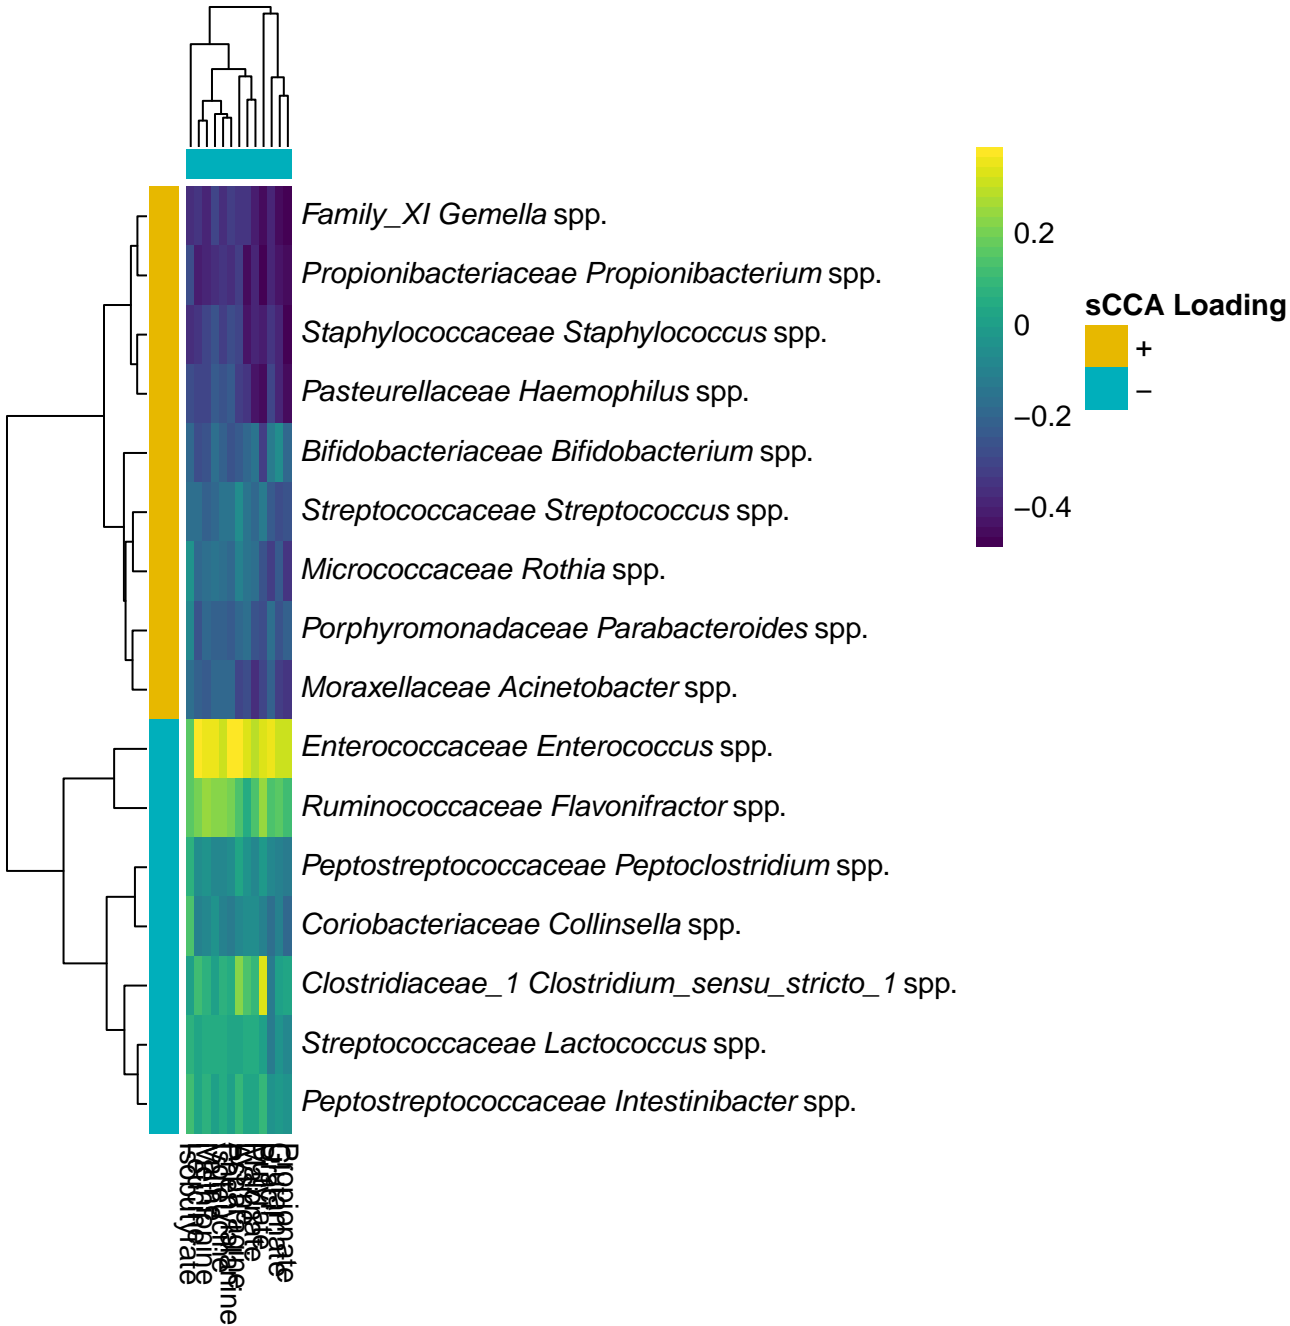 Family_XI Gemella spp.
Propionibacteriaceae Propionibacterium spp.
Staphylococcaceae Staphylococcus spp.
Pasteurellaceae Haemophilus spp.
Bifidobacteriaceae Bifidobacterium spp.
Streptococcaceae Streptococcus spp.
Micrococcaceae Rothia spp.
Porphyromonadaceae Parabacteroides spp.
Moraxellaceae Acinetobacter spp.
Enterococcaceae Enterococcus spp.
Ruminococcaceae Flavonifractor spp.
Peptostreptococcaceae Peptoclostridium spp.
Coriobacteriaceae Collinsella spp.
Clostridiaceae_1 Clostridium_sensu_stricto_1 spp.
Streptococcaceae Lactococcus spp.
Peptostreptococcaceae Intestinibacter spp.
Isobutyrate
Propionate
0.2
0
−0.2
−0.4
sCCA Loading
+
−